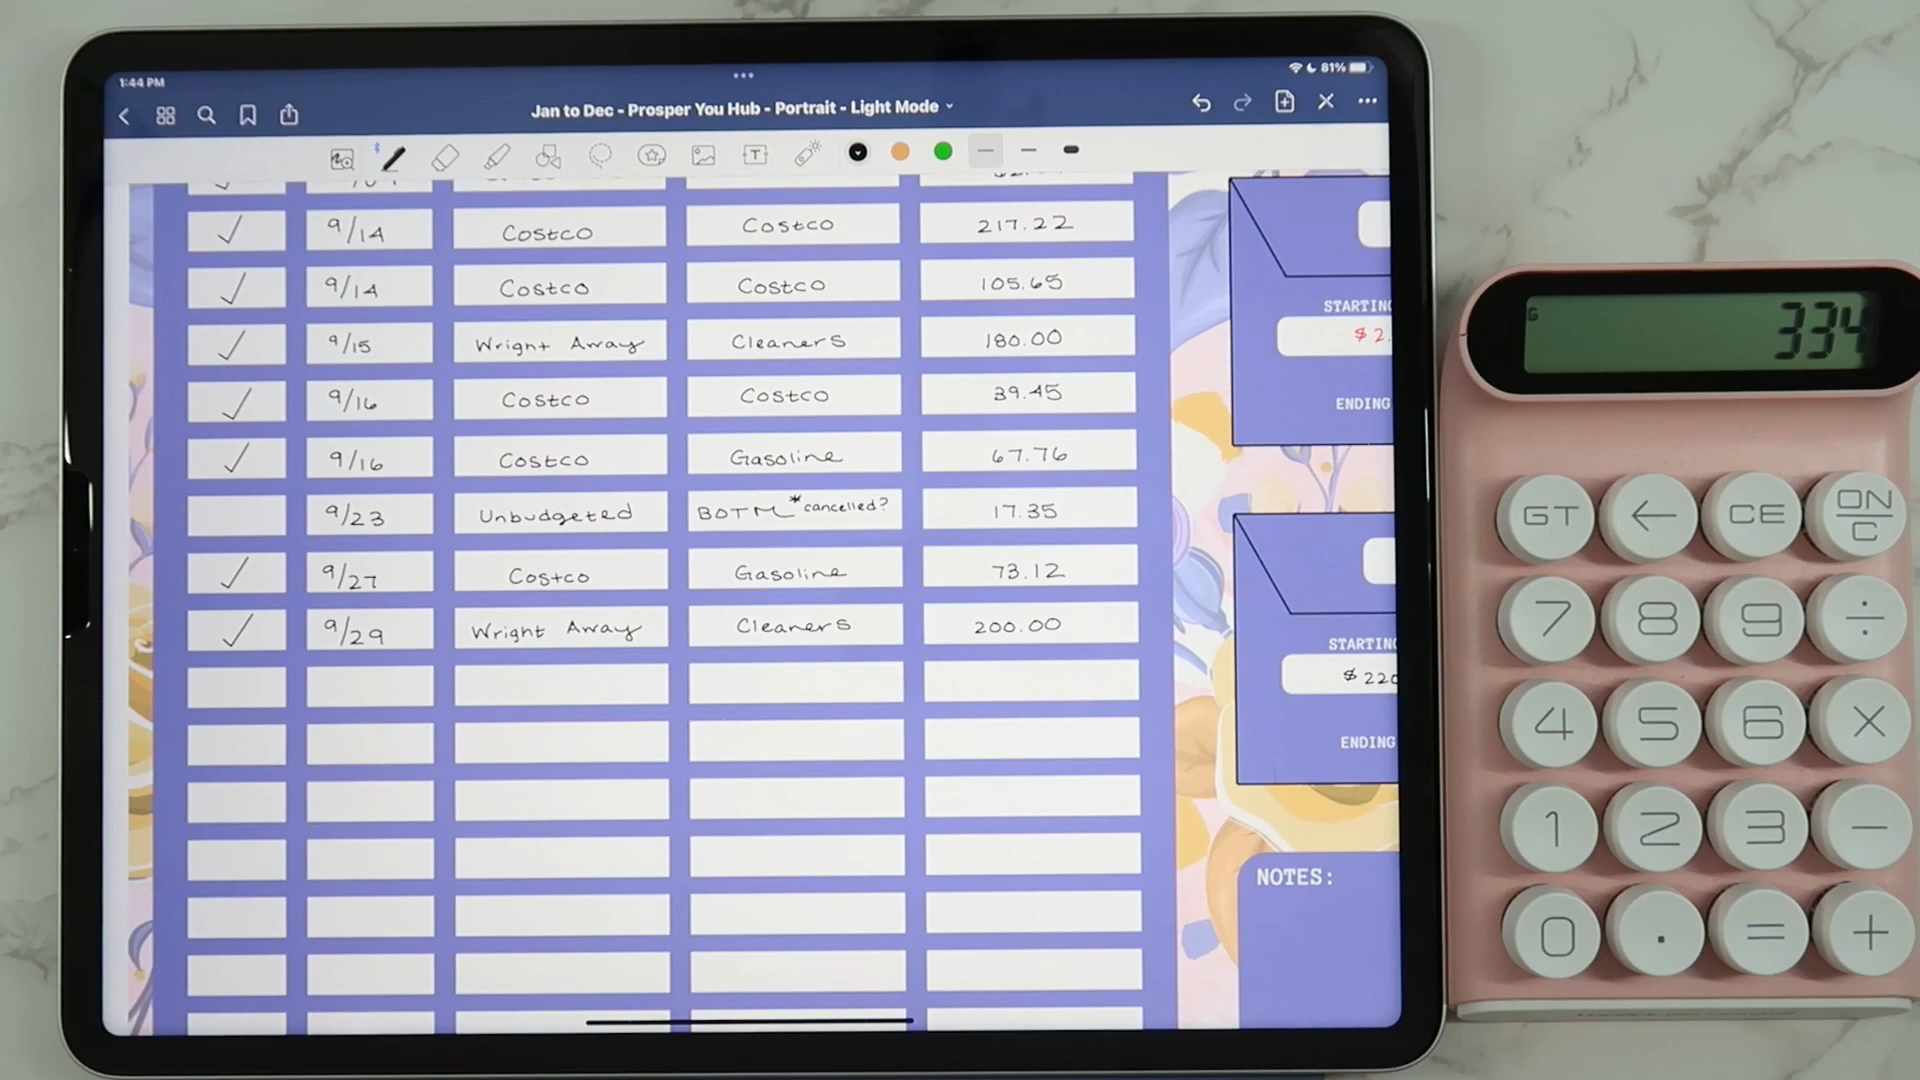 1:44 PM
81%
Jan to Dec - Prosper You Hub - Portrait - Light Mode
T
9/14 Costco Costco 217.22
9/14 Costco Costco 105.65
9/15 Wright Away Cleaners 180.00
9/16 Costco Costco 39.45
9/16 Costco Gasoline 67.76
9/23 Unbudgeted BOTM *cancelled? 17.35
9/27 Costco Gasoline 73.12
9/29 Wright Away Cleaners 200.00
STARTING
$ 2.
ENDING
STARTING
$ 220
ENDING
NOTES:
G
334
GT ← CE ON/C
7 8 9 ÷
4 5 6 ×
1 2 3 −
0 . = +